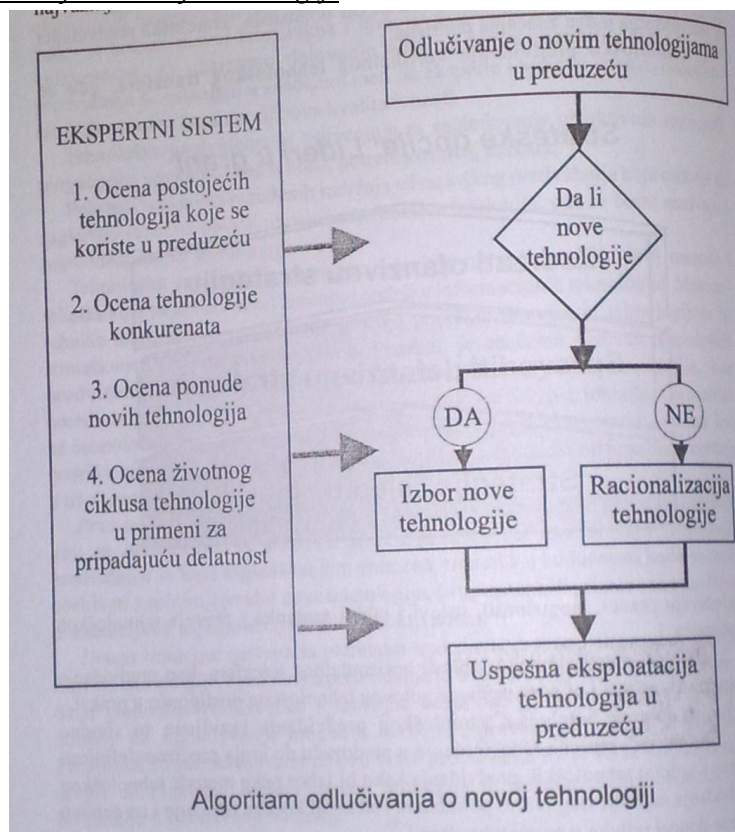 EKSPERTNI SISTEM
1. Ocena postojećih
tehnologija koje se
koriste u preduzeću
2. Ocena tehnologije
konkurenata
3. Ocena ponude
novih tehnologija
4. Ocena životnog
ciklusa tehnologije
u primeni za
pripadajuću delatnost
Odlučivanje o novim tehnologijama
u preduzeću
Da li
nove
tehnologije
DA
NE
Izbor nove
tehnologije
Racionalizacija
tehnologije
Uspešna eksploatacija
tehnologija u
preduzeću
Algoritam odlučivanja o novoj tehnologiji